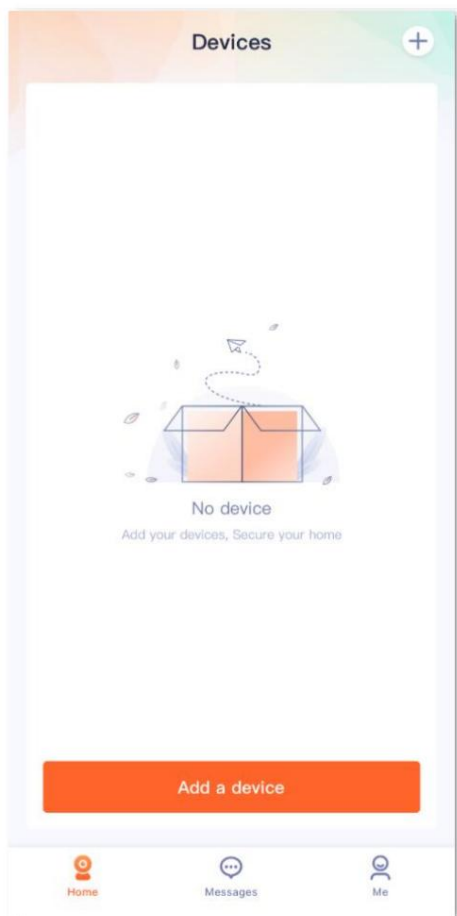 Devices
No device
Add your devices, Secure your home
Add a device
Home
Messages
Me